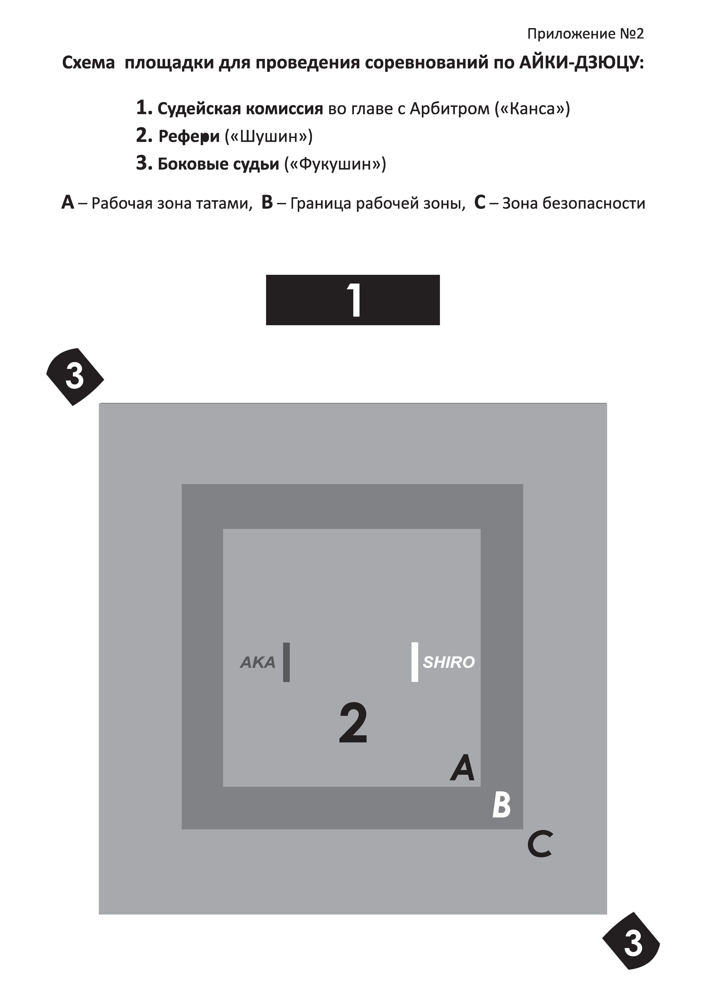 Приложение №2
Схема площадки для проведения соревнований по АЙКИ-ДЗЮЦУ:
1. Судейская комиссия во главе с Арбитром («Канса»)
2. Рефери («Шушин»)
3. Боковые судьи («Фукушин»)
A – Рабочая зона татами, B – Граница рабочей зоны, C – Зона безопасности
1
3
AKA SHIRO
2
A
B
C
3